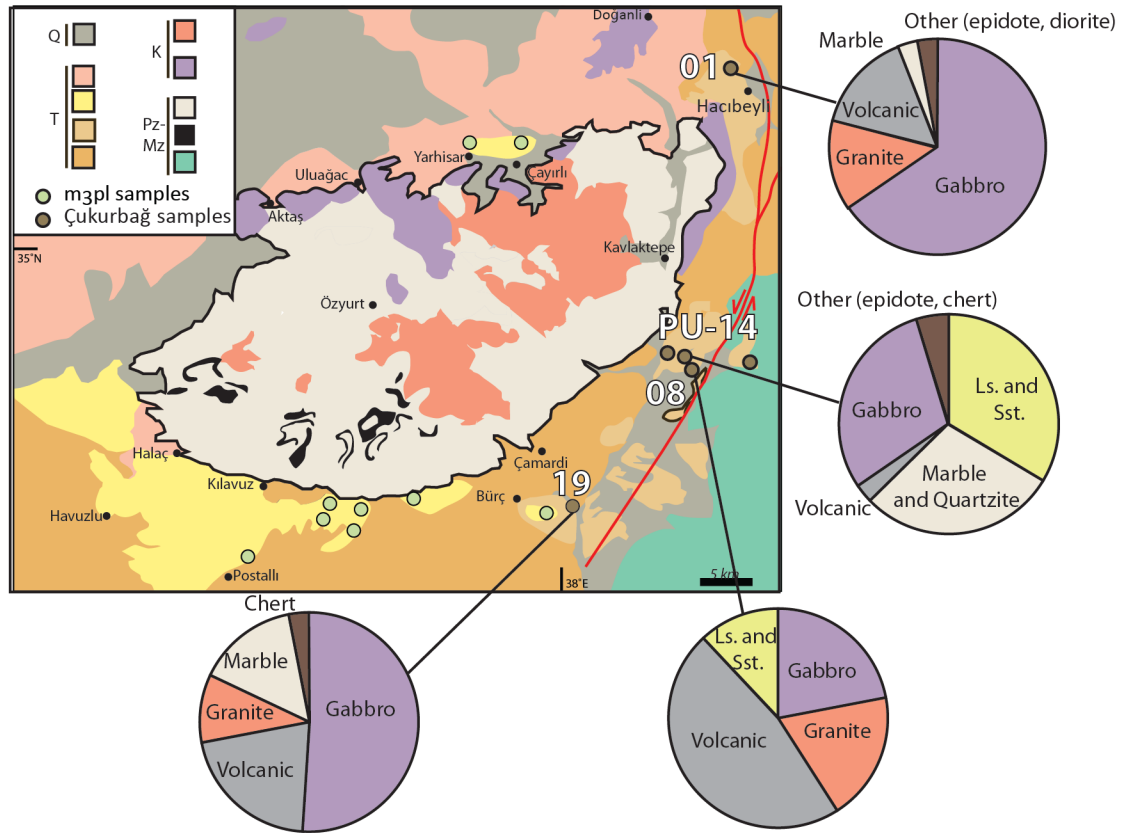 Q
K
T
Pz-
Mz
m3pl samples
Çukurbağ samples
Doğanli
01
Hacıbeyli
Yarhisar
Çayırlı
Uluağac
Aktaş
35°N
Kavlaktepe
Özyurt
PU-14
08
Halaç
Çamardi
Kılavuz
19
Bürç
Havuzlu
Postallı
38°E
5 km
Other (epidote, diorite)
Marble
Volcanic
Granite
Gabbro
Other (epidote, chert)
Ls. and
Sst.
Gabbro
Marble
and Quartzite
Volcanic
Chert
Marble
Granite
Gabbro
Volcanic
Ls. and
Sst.
Gabbro
Granite
Volcanic